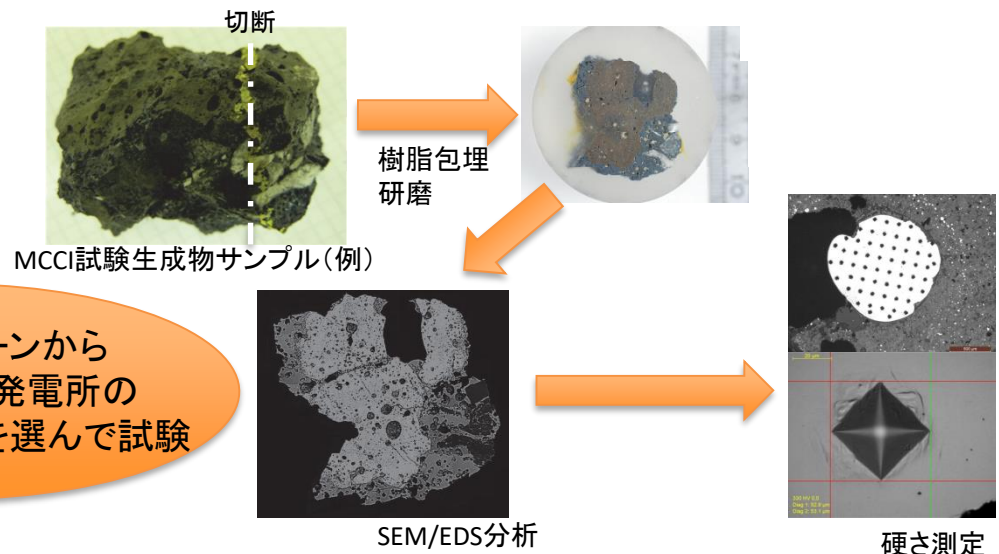 切断
樹脂包埋
研磨
MCCI試験生成物サンプル(例)
ーンから
発電所の
を選んで試験
SEM/EDS分析
硬さ測定